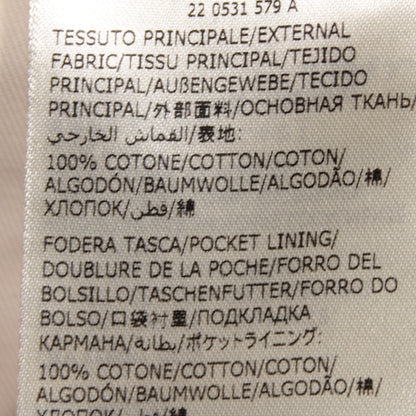 22 0531 579 A
TESSUTO PRINCIPALE/EXTERNAL
FABRIC/TISSU PRINCIPAL/TEJIDO
PRINCIPAL/AUßENGEWEBE/TECIDO
PRINCIPAL/外部面料/ОСНОВНАЯ ТКАНЬ/
القماش الخارجي/表地:
100% COTONE/COTTON/COTON/
ALGODÓN/BAUMWOLLE/ALGODÃO/棉/
ХЛОПОК/قطن/綿
FODERA TASCA/POCKET LINING/
DOUBLURE DE LA POCHE/FORRO DEL
BOLSILLO/TASCHENFUTTER/FORRO DO
BOLSO/口袋衬里/ПОДКЛАДКА
КАРМАНА/بطانة/ポケットライニング:
100% COTONE/COTTON/COTON/
ALGODÓN/BAUMWOLLE/ALGODÃO/棉/
ХЛОПОК/قطن/綿